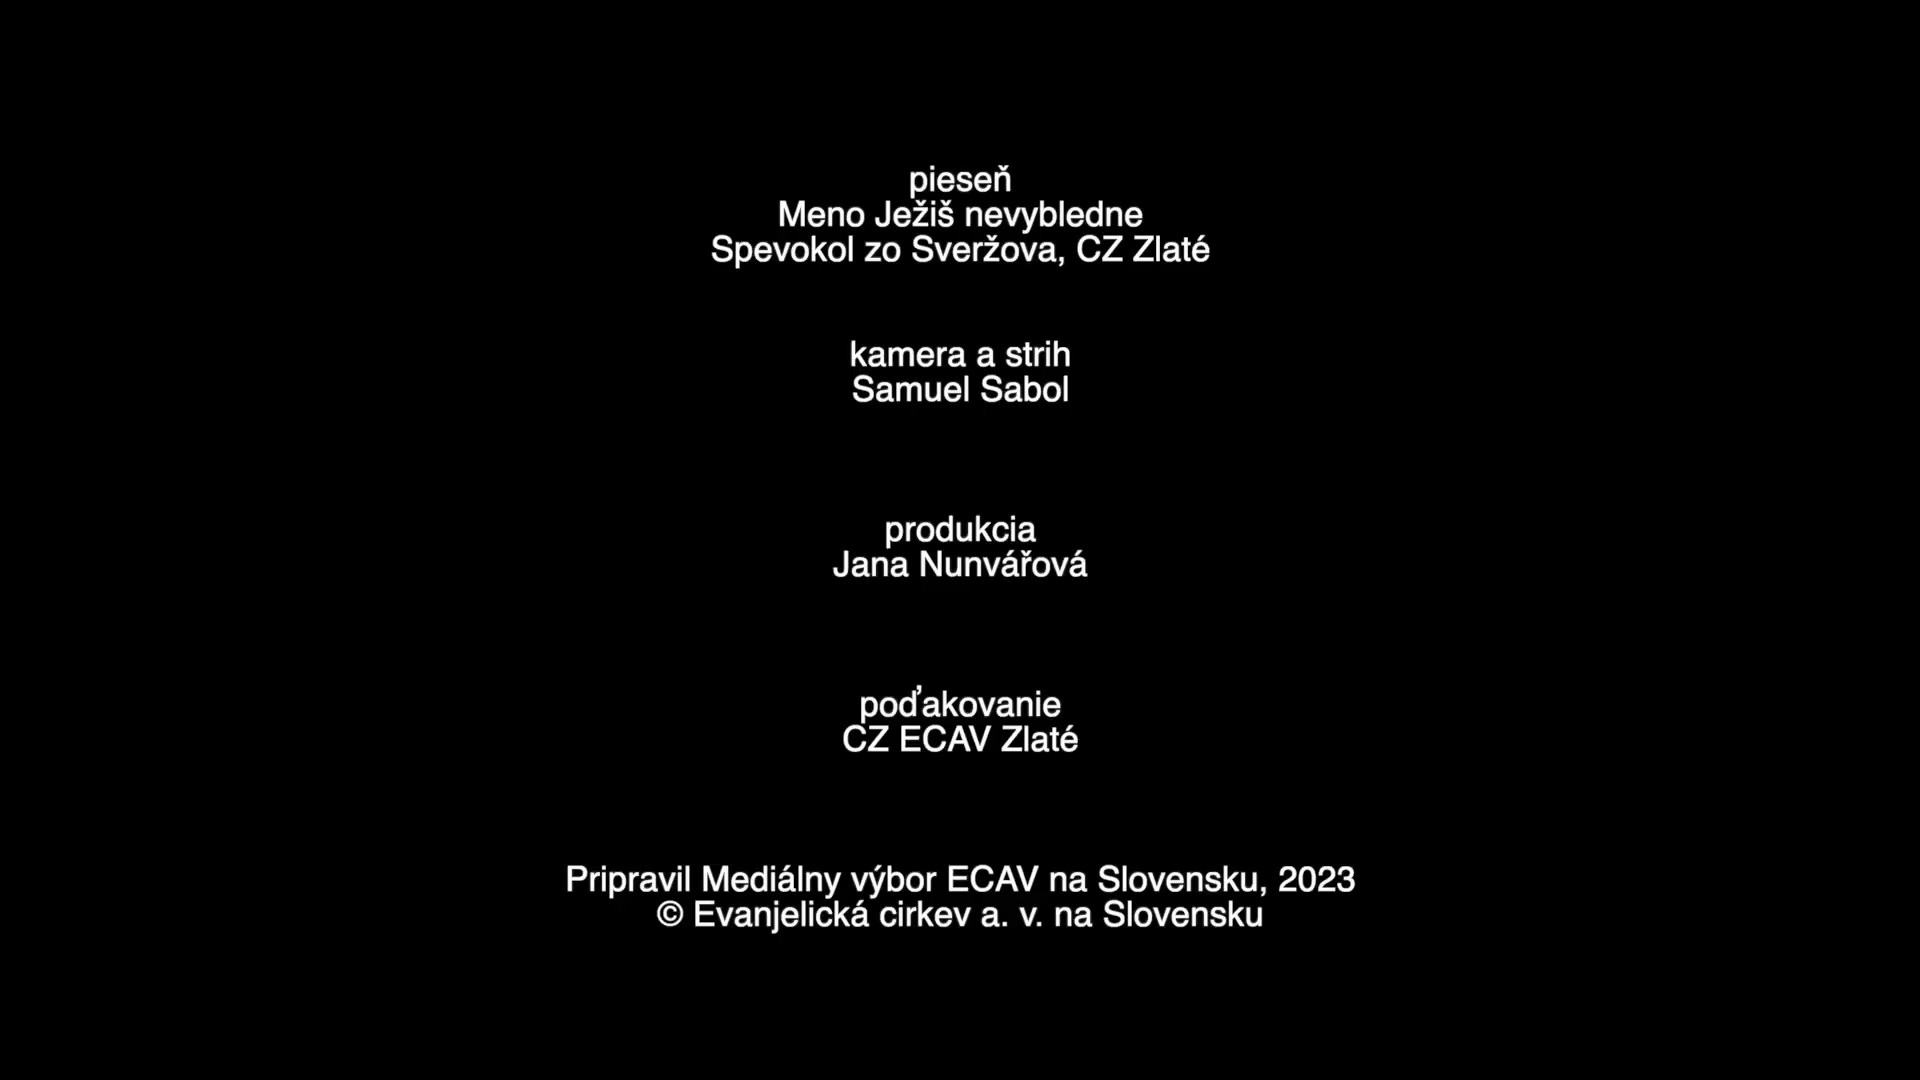 pieseň
Meno Ježiš nevybledne
Spevokol zo Sveržova, CZ Zlaté
kamera a strih
Samuel Sabol
produkcia
Jana Nunvářová
poďakovanie
CZ ECAV Zlaté
Pripravil Mediálny výbor ECAV na Slovensku, 2023
© Evanjelická cirkev a. v. na Slovensku